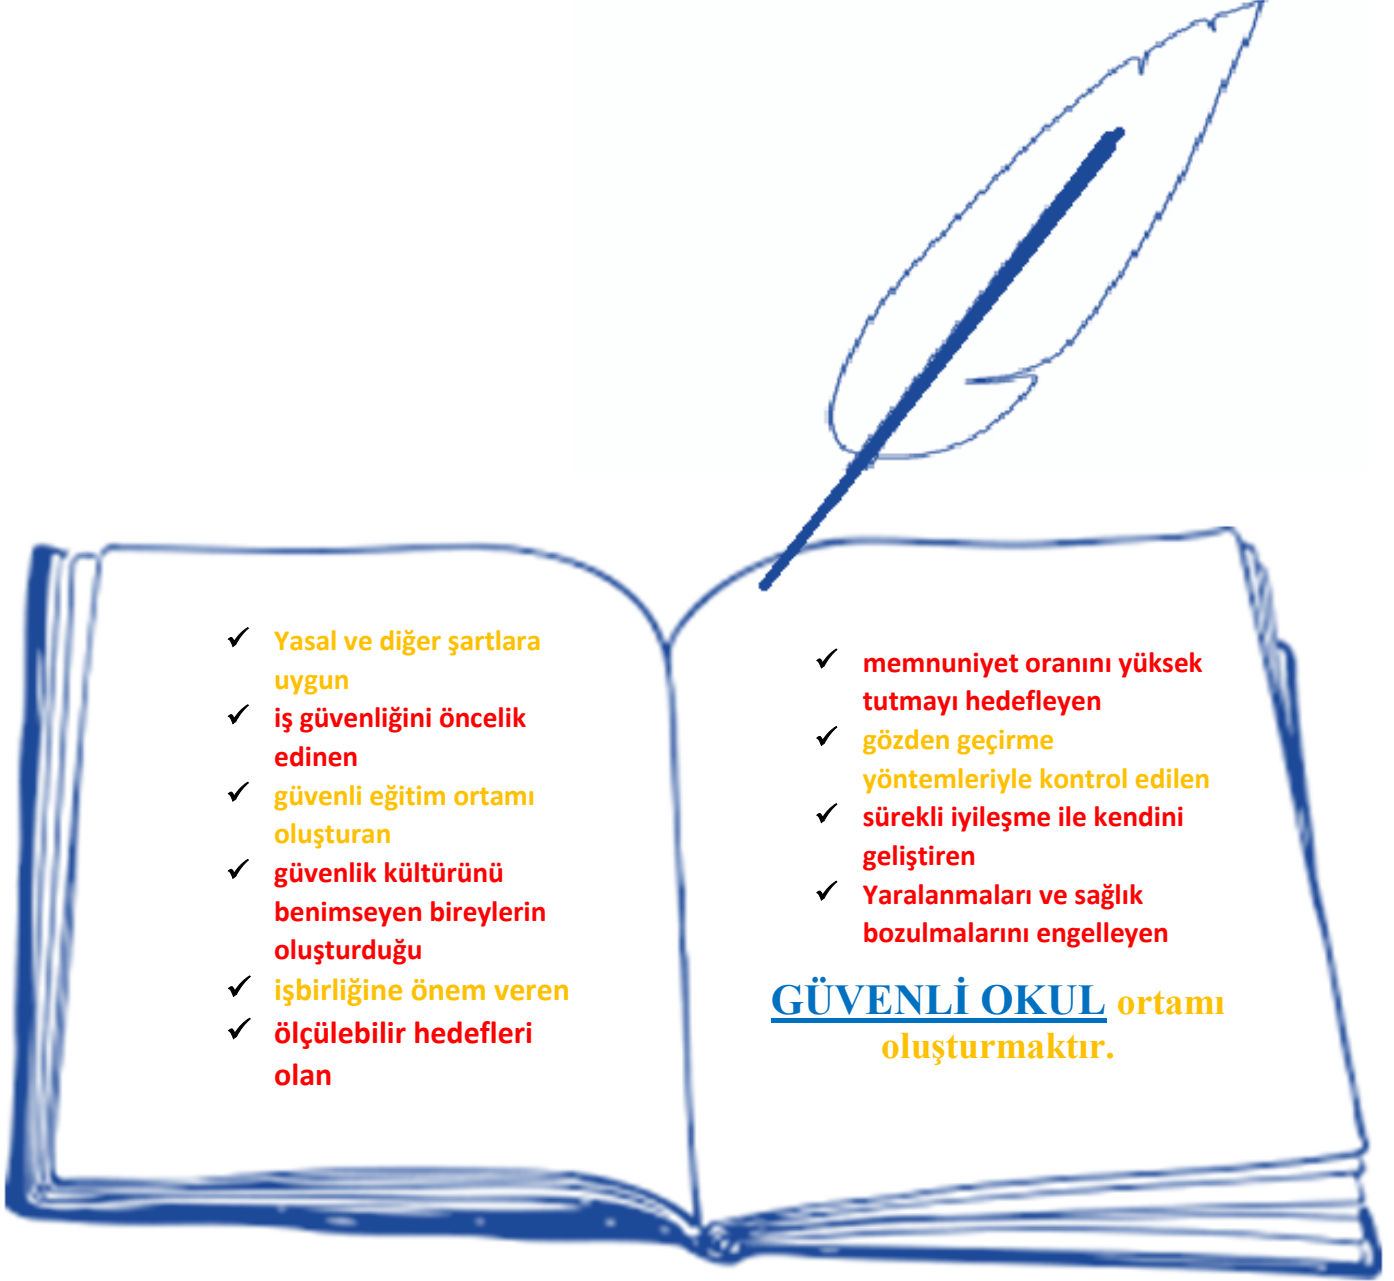 ✓ Yasal ve diğer şartlara
uygun
✓ iş güvenliğini öncelik
edinen
✓ güvenli eğitim ortamı
oluşturan
✓ güvenlik kültürünü
benimseyen bireylerin
oluşturduğu
✓ işbirliğine önem veren
✓ ölçülebilir hedefleri
olan
✓ memnuniyet oranını yüksek
tutmayı hedefleyen
✓ gözden geçirme
yöntemleriyle kontrol edilen
✓ sürekli iyileşme ile kendini
geliştiren
✓ Yaralanmaları ve sağlık
bozulmalarını engelleyen
GÜVENLİ OKUL ortamı
oluşturmaktır.